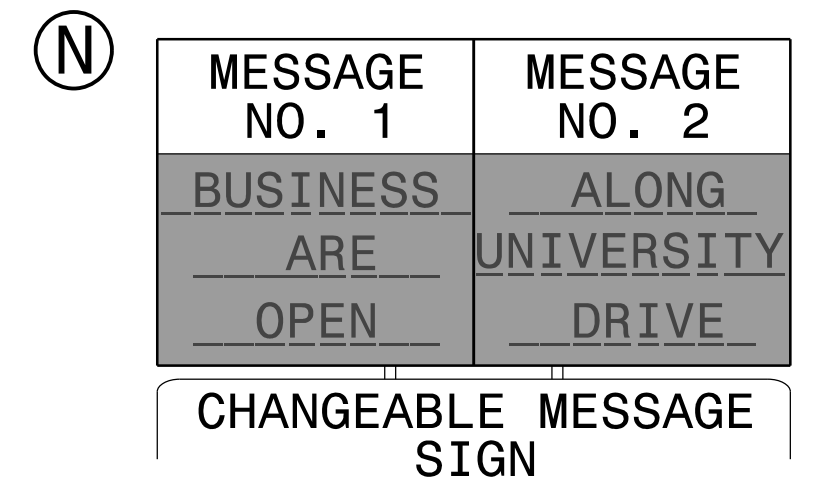 N
MESSAGE NO. 1
BUSINESS
ARE
OPEN
MESSAGE NO. 2
ALONG
UNIVERSITY
DRIVE
CHANGEABLE MESSAGE
SIGN